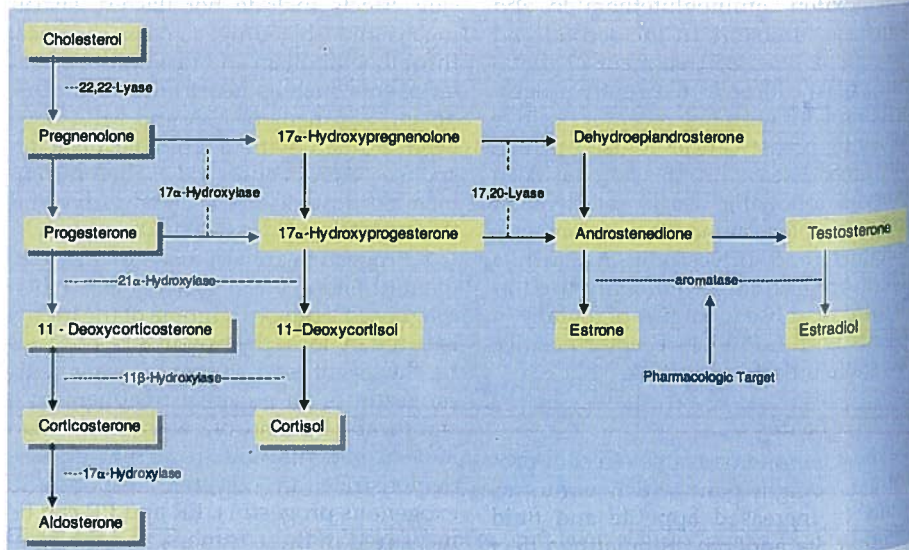 Cholesterol
22,22-Lyase
Pregnenolone 17α-Hydroxypregnenolone Dehydroeplandrosterone
17α-Hydroxylase 17,20-Lyase
Progesterone 17α-Hydroxyprogesterone Androstenedione Testosterone
21α-Hydroxylase aromatase
11 - Deoxycorticosterone 11-Deoxycortisol Estrone Estradiol
11β-Hydroxylase Pharmacologic Target
Corticosterone Cortisol
17α-Hydroxylase
Aldosterone